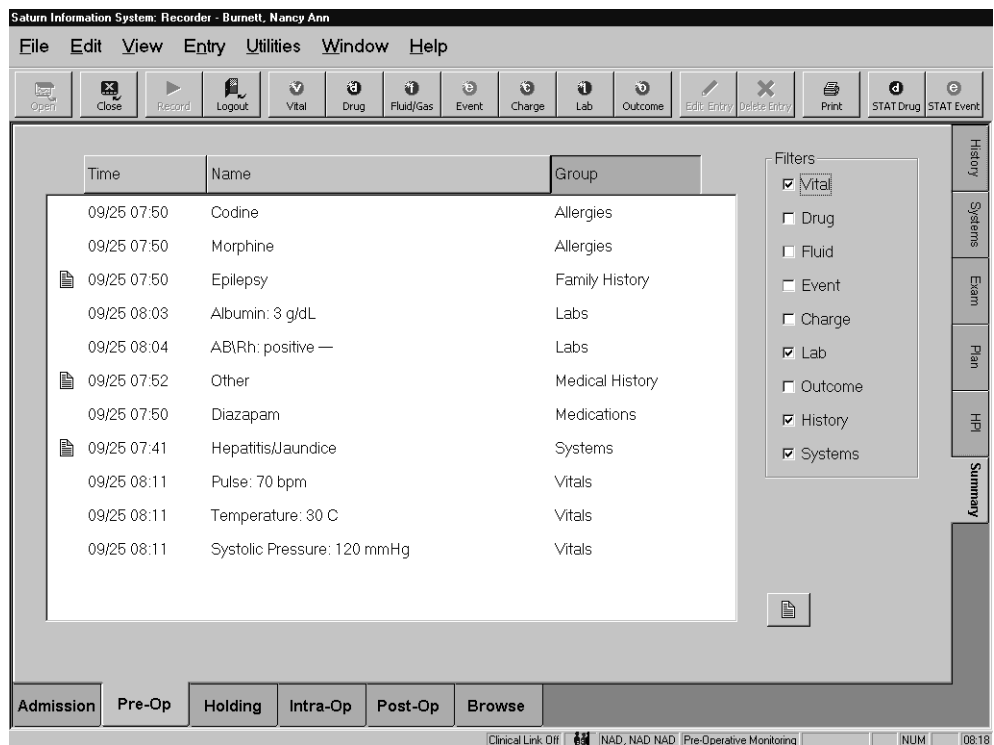 Saturn Information System: Recorder - Burnett, Nancy Ann
File Edit View Entry Utilities Window Help
Open Close Record Logout Vital Drug Fluid/Gas Event Charge Lab Outcome Edit Entry Delete Entry Print STAT Drug STAT Event
Time Name Group
09/25 07:50 Codine Allergies
09/25 07:50 Morphine Allergies
09/25 07:50 Epilepsy Family History
09/25 08:03 Albumin: 3 g/dL Labs
09/25 08:04 AB\Rh: positive — Labs
09/25 07:52 Other Medical History
09/25 07:50 Diazapam Medications
09/25 07:41 Hepatitis/Jaundice Systems
09/25 08:11 Pulse: 70 bpm Vitals
09/25 08:11 Temperature: 30 C Vitals
09/25 08:11 Systolic Pressure: 120 mmHg Vitals
Filters
Vital
Drug
Fluid
Event
Charge
Lab
Outcome
History
Systems
History
Systems
Exam
Plan
HPI
Summary
Admission Pre-Op Holding Intra-Op Post-Op Browse
Clinical Link Off NAD, NAD NAD Pre-Operative Monitoring NUM 08:18